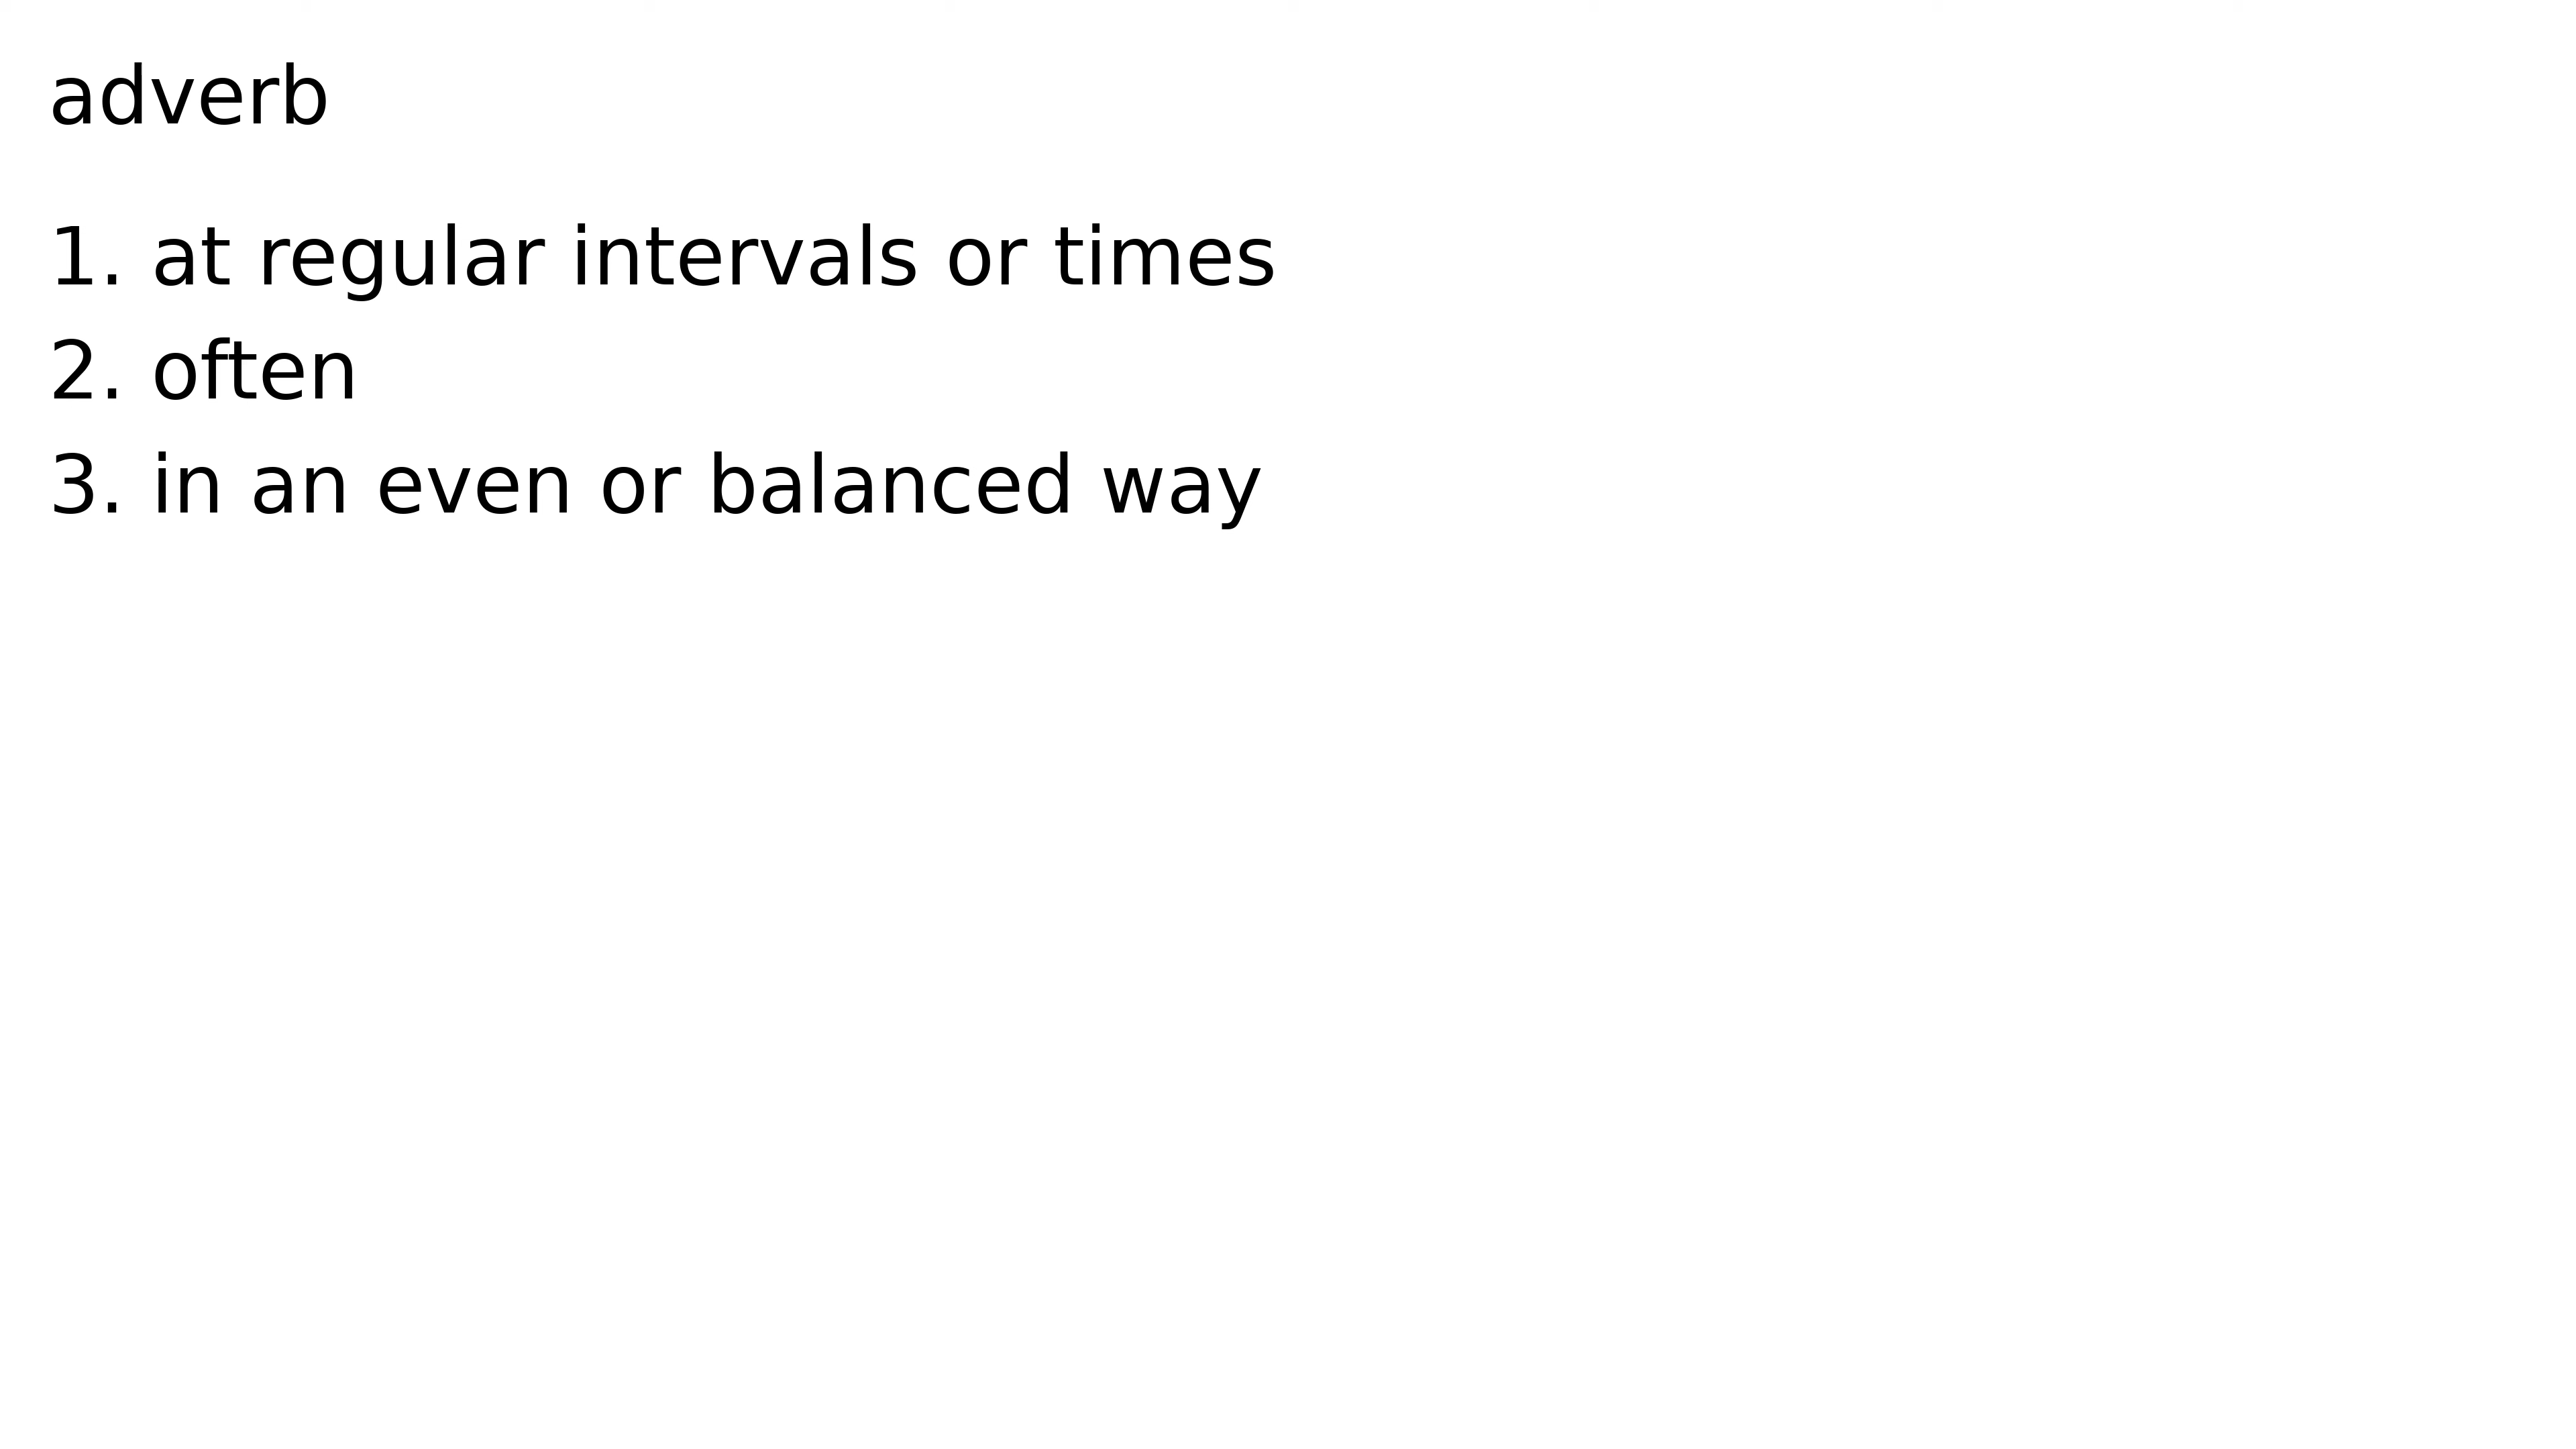 adverb
1. at regular intervals or times
2. often
3. in an even or balanced way